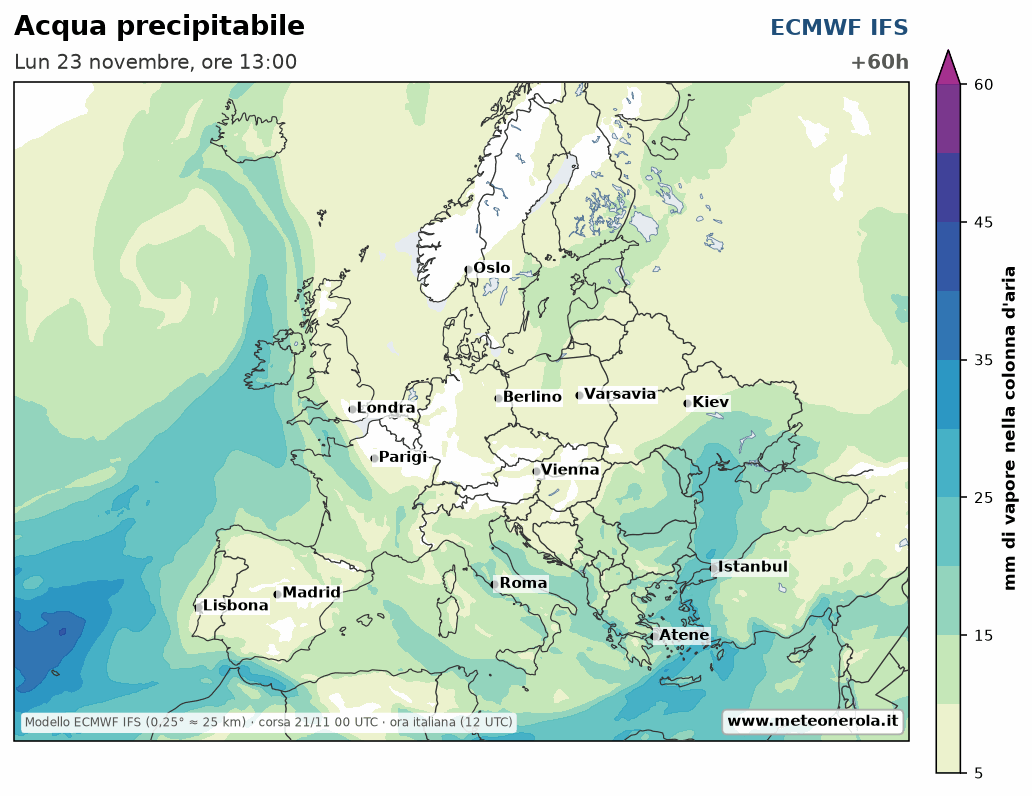 Acqua precipitabile
ECMWF IFS
Lun 23 novembre, ore 13:00
+60h
60
45
35
25
15
5
mm di vapore nella colonna d'aria
Oslo
Londra
Berlino
Varsavia
Kiev
Parigi
Vienna
Istanbul
Roma
Madrid
Lisbona
Atene
Modello ECMWF IFS (0,25° ≈ 25 km) · corsa 21/11 00 UTC · ora italiana (12 UTC)
www.meteonerola.it